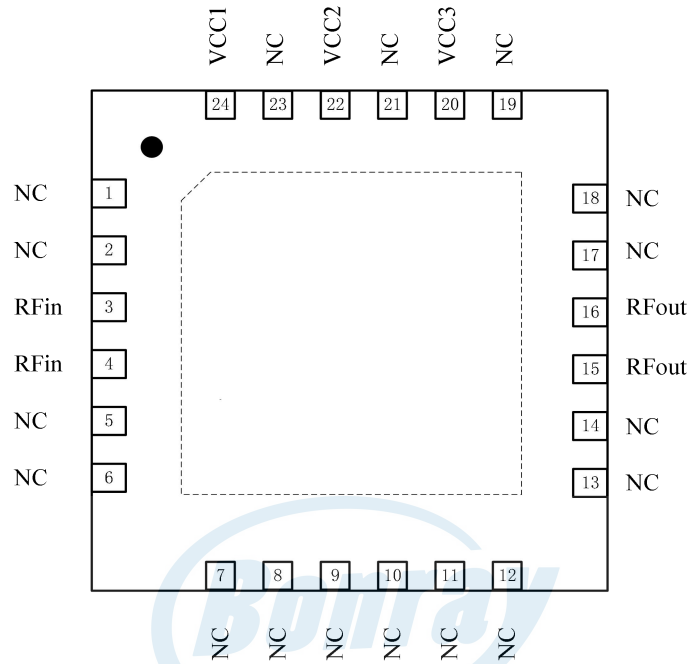 VCC1 NC VCC2 NC VCC3 NC
24 23 22 21 20 19
NC 1 18 NC
NC 2 17 NC
RFin 3 16 RFout
RFin 4 15 RFout
NC 5 14 NC
NC 6 13 NC
7 8 9 10 11 12
Bonray
NC NC NC NC NC NC